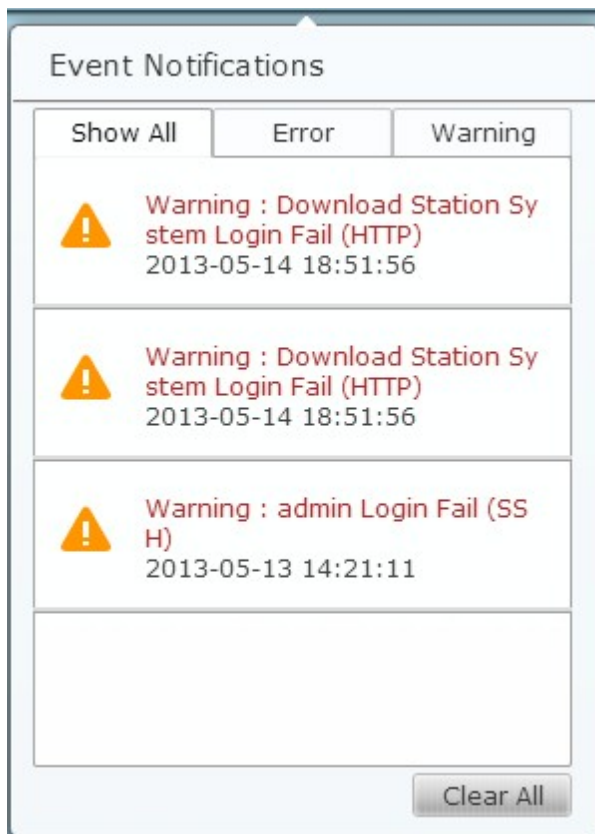 Event Notifications
Show All Error Warning
Warning : Download Station Sy
stem Login Fail (HTTP)
2013-05-14 18:51:56
Warning : Download Station Sy
stem Login Fail (HTTP)
2013-05-14 18:51:56
Warning : admin Login Fail (SS
H)
2013-05-13 14:21:11
Clear All